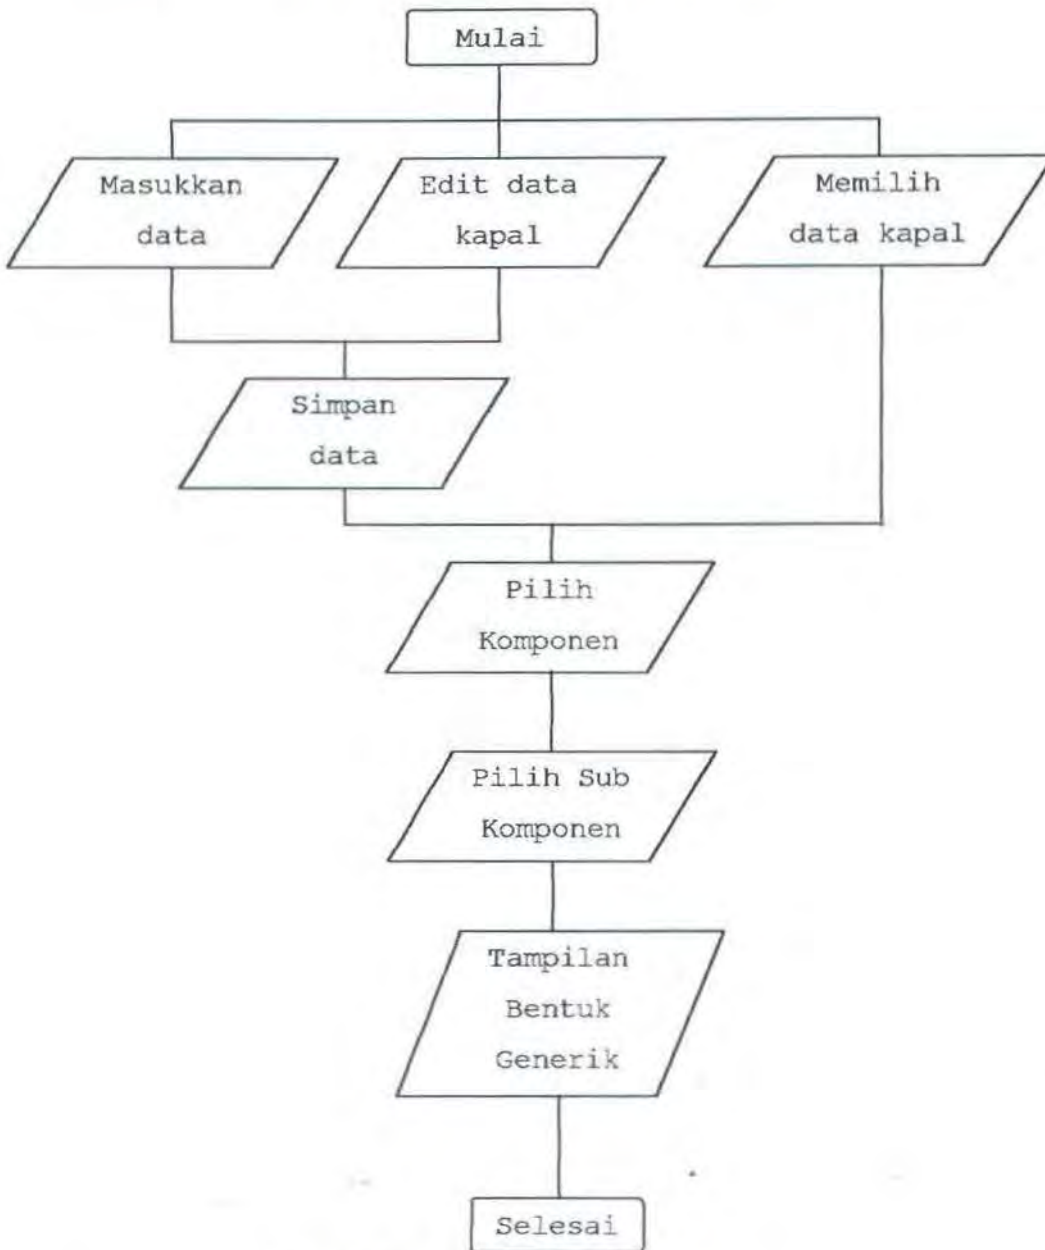 Mulai
Masukkan
data
Edit data
kapal
Memilih
data kapal
Simpan
data
Pilih
Komponen
Pilih Sub
Komponen
Tampilan
Bentuk
Generik
Selesai